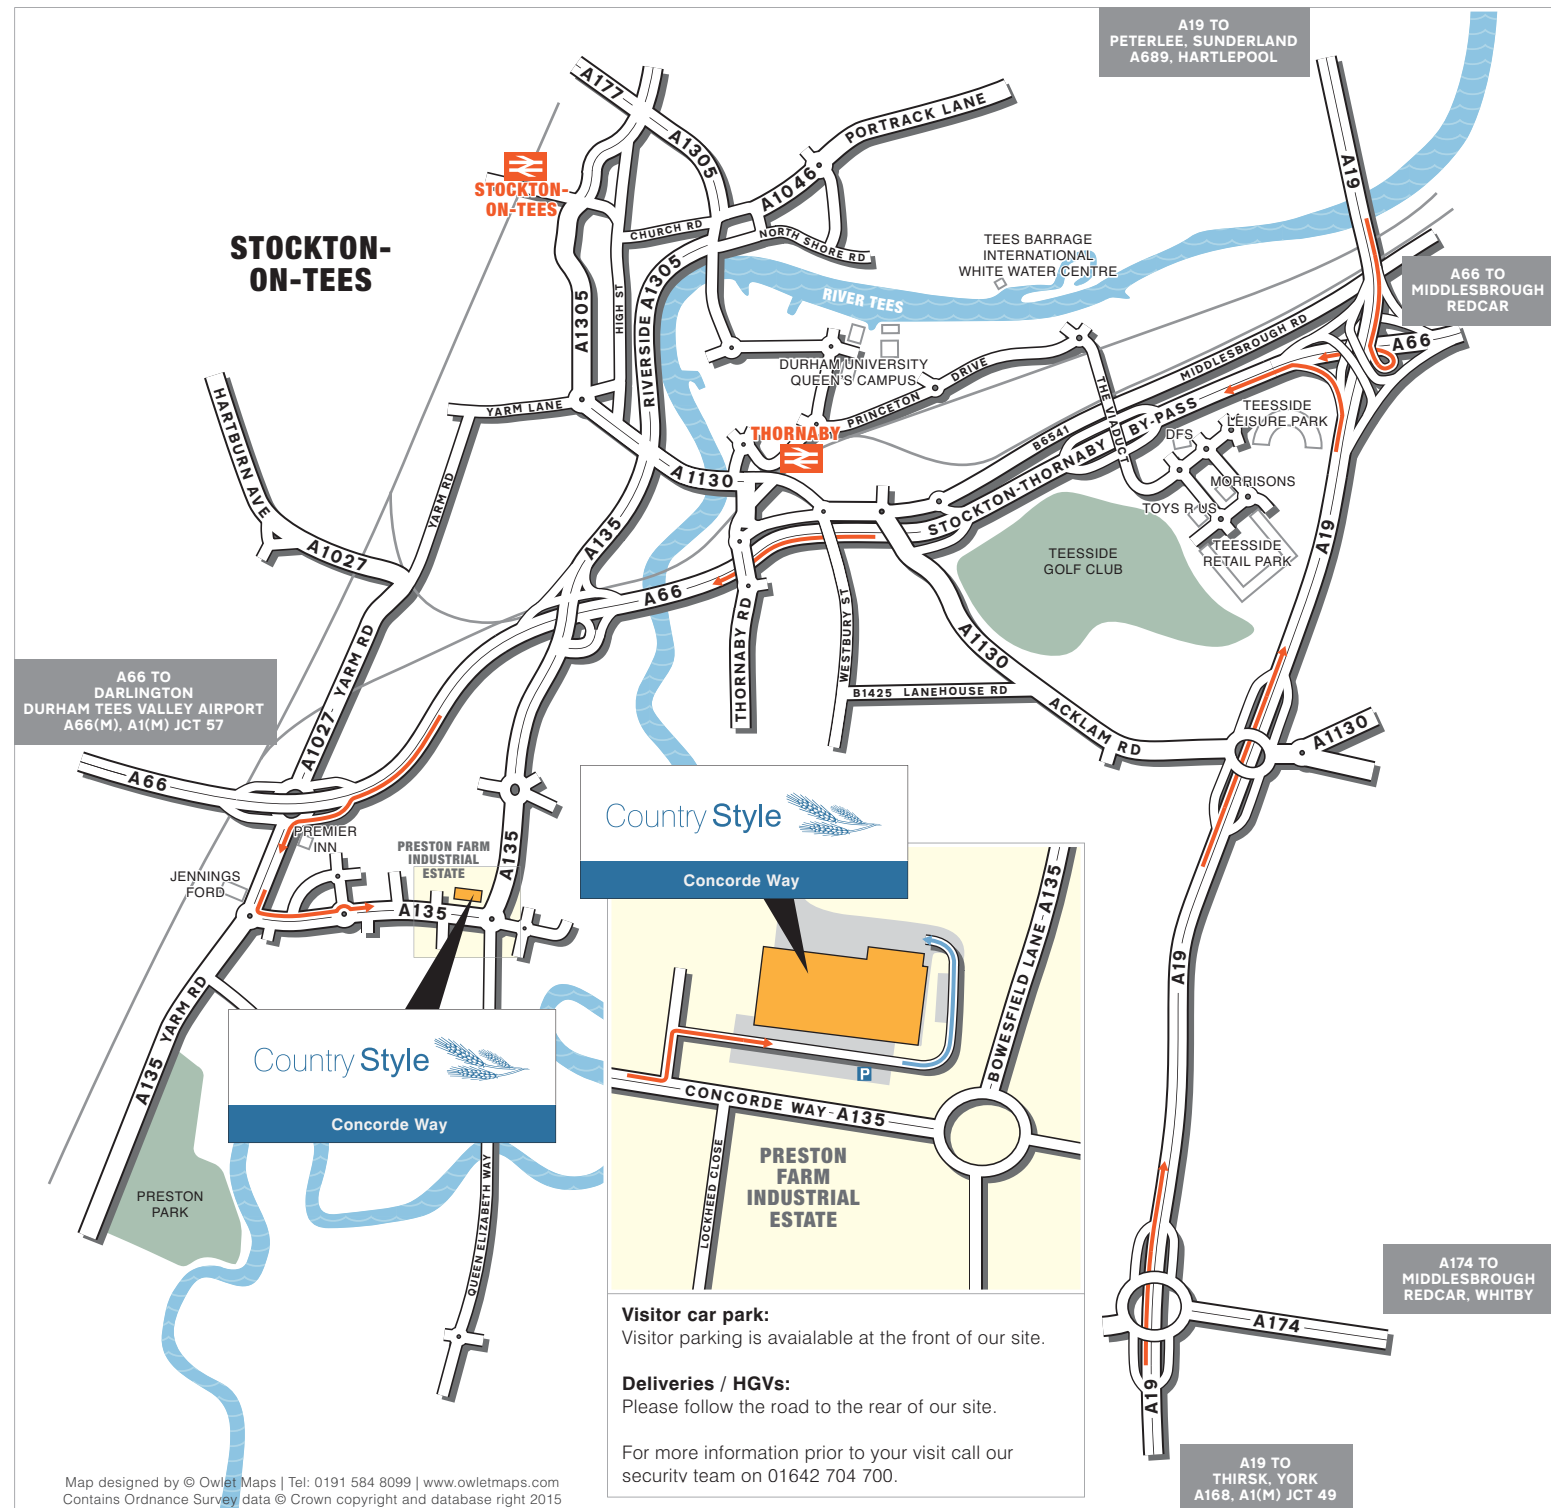 A19 TO
PETERLEE, SUNDERLAND
A689, HARTLEPOOL
A177
A1305
PORTRACK LANE
A1046
A19
STOCKTON-
ON-TEES
STOCKTON-
ON-TEES
CHURCH RD
NORTH SHORE RD
TEES BARRAGE
INTERNATIONAL
WHITE WATER CENTRE
A66 TO
MIDDLESBROUGH
REDCAR
RIVER TEES
A1305
HIGH ST
RIVERSIDE A1305
MIDDLESBROUGH RD
A66
DURHAM UNIVERSITY
QUEEN'S CAMPUS
PRINCETON DRIVE
THE VIADUCT
HARTBURN AVE
YARM LANE
THORNABY
B6541
STOCKTON-THORNABY BY-PASS
TEESSIDE
LEISURE PARK
DFS
MORRISONS
TOYS R US
TEESSIDE
RETAIL PARK
YARM RD
A1130
A1027
A135
A66
A19
TEESSIDE
GOLF CLUB
THORNABY RD
WESTBURY ST
A1130
B1425 LANEHOUSE RD
ACKLAM RD
A1130
A66 TO
DARLINGTON
DURHAM TEES VALLEY AIRPORT
A66(M), A1(M) JCT 57
A1027 YARM RD
A66
PREMIER
INN
JENNINGS
FORD
PRESTON FARM
INDUSTRIAL
ESTATE
A135
A135
Country Style
Concorde Way
BOWESFIELD LANE-A135
A19
A135 YARM RD
Country Style
Concorde Way
P
CONCORDE WAY-A135
LOCKHEED CLOSE
PRESTON
FARM
INDUSTRIAL
ESTATE
PRESTON
PARK
QUEEN ELIZABETH WAY
A174 TO
MIDDLESBROUGH
REDCAR, WHITBY
A174
A19
Visitor car park:
Visitor parking is avaialable at the front of our site.
Deliveries / HGVs:
Please follow the road to the rear of our site.
For more information prior to your visit call our
security team on 01642 704 700.
A19 TO
THIRSK, YORK
A168, A1(M) JCT 49
Map designed by © Owlet Maps | Tel: 0191 584 8099 | www.owletmaps.com
Contains Ordnance Survey data © Crown copyright and database right 2015